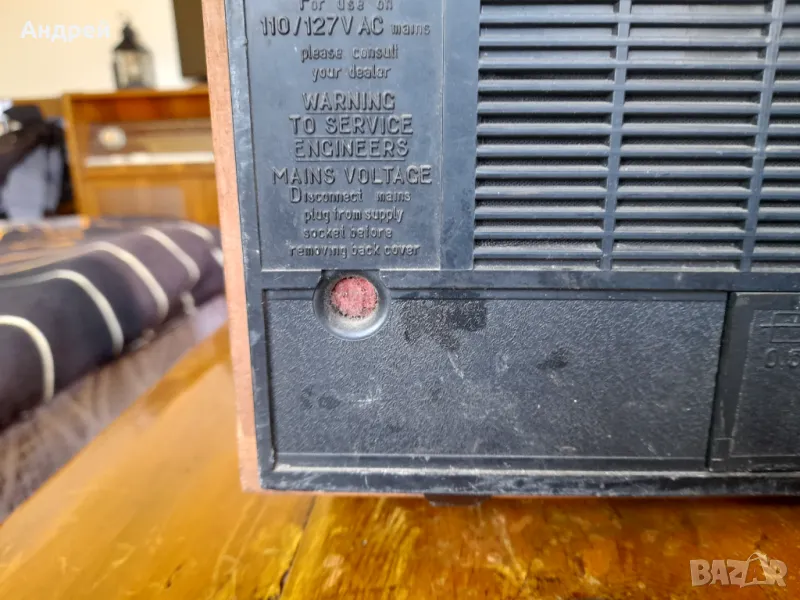 Андрей
For use on
110/127V AC mains
please consult
your dealer
WARNING
TO SERVICE
ENGINEERS
MAINS VOLTAGE
Disconnect mains
plug from supply
socket before
removing back cover
BAZAR